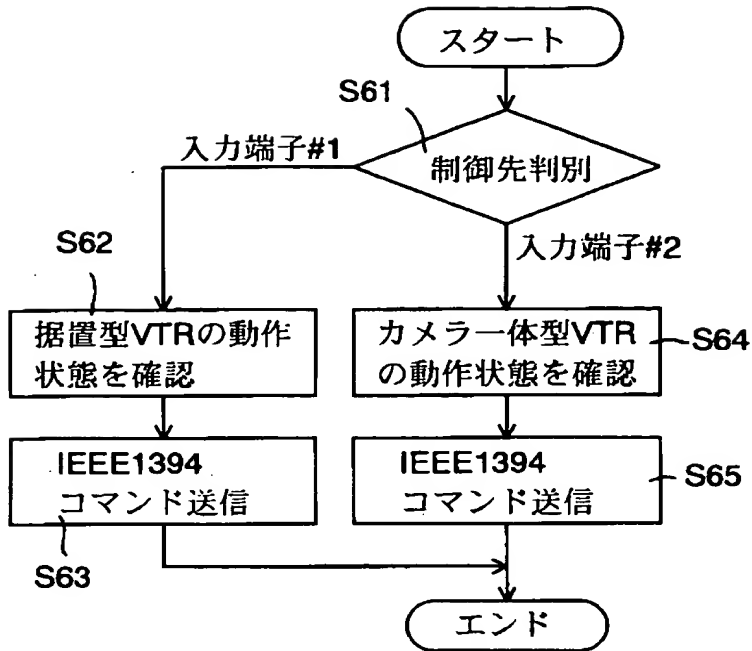 スタート
S61
制御先判別
入力端子#1
入力端子#2
S62
据置型VTRの動作
状態を確認
カメラ一体型VTR
の動作状態を確認
S64
IEEE1394
コマンド送信
S63
IEEE1394
コマンド送信
S65
エンド